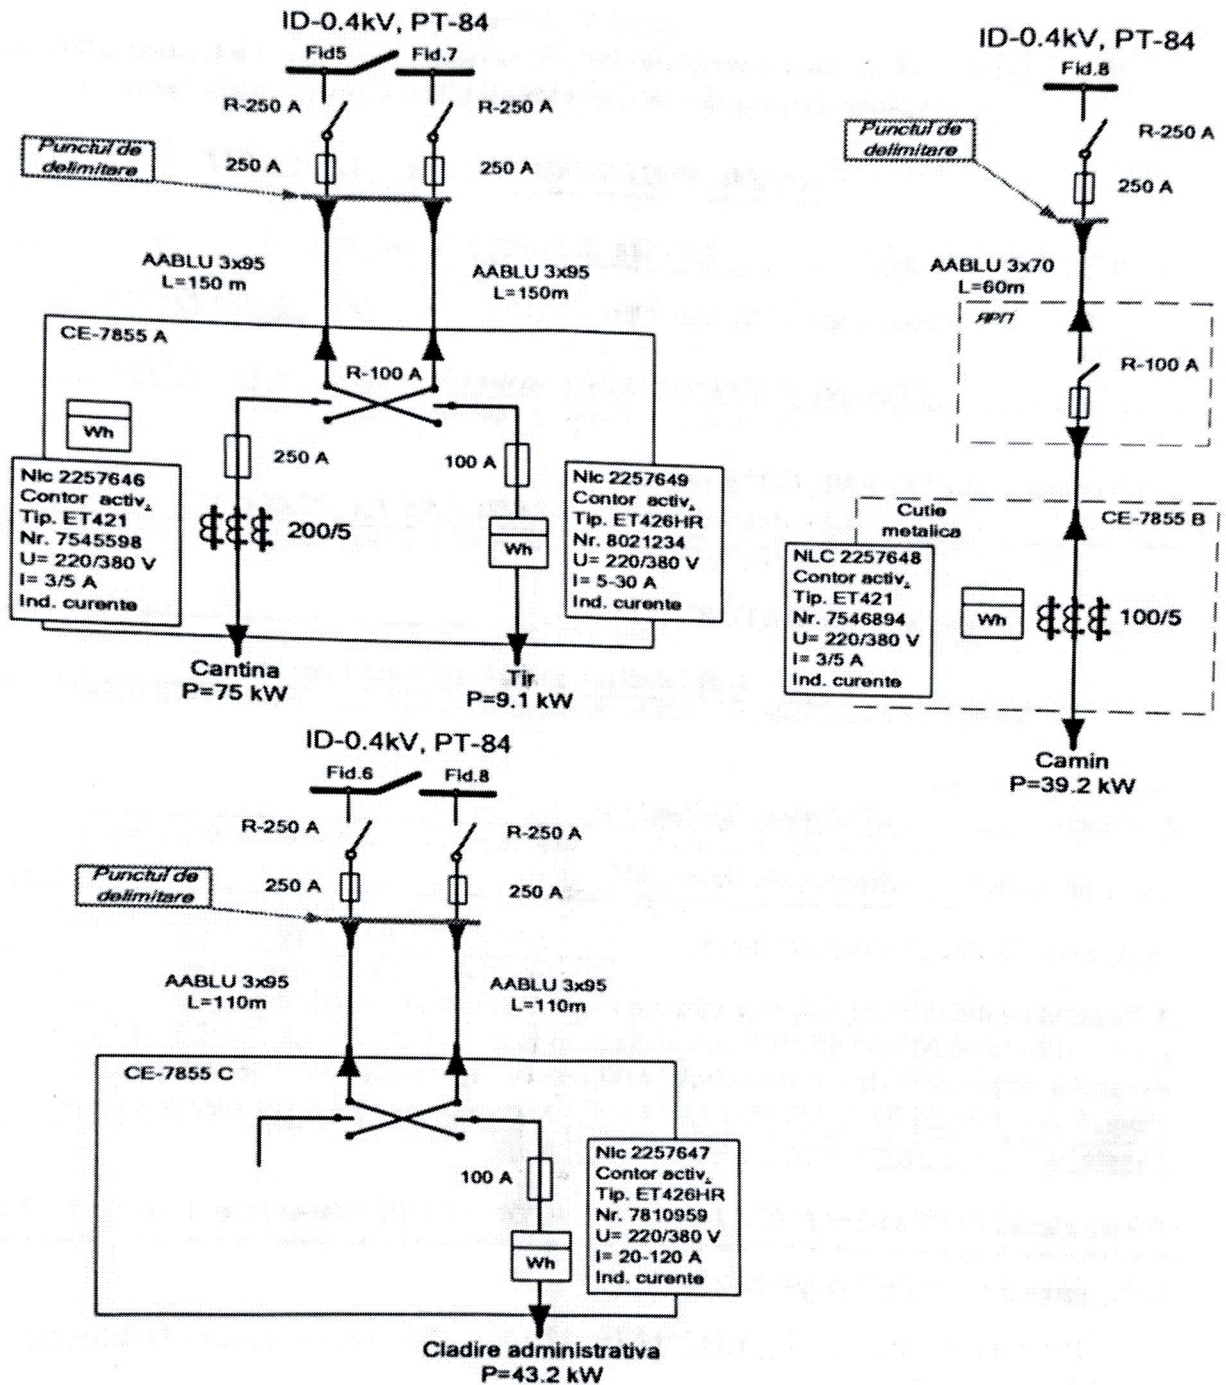 ID-0.4kV, PT-84
Fid5
Fid.7
R-250 A
R-250 A
Punctul de
delimitare
250 A
250 A
AABLU 3x95
L=150 m
AABLU 3x95
L=150m
CE-7855 A
R-100 A
Wh
250 A
100 A
Nlc 2257646
Contor activ,
Tip. ET421
Nr. 7545598
U= 220/380 V
I= 3/5 A
Ind. curente
200/5
Wh
Nlc 2257649
Contor activ,
Tip. ET426HR
Nr. 8021234
U= 220/380 V
I= 5-30 A
Ind. curente
Cantina
P=75 kW
Tir
P=9.1 kW
ID-0.4kV, PT-84
Fid.8
R-250 A
Punctul de
delimitare
250 A
AABLU 3x70
L=60m
ЯРП
R-100 A
Cutie
metalica
CE-7855 B
NLC 2257648
Contor activ,
Tip. ET421
Nr. 7546894
U= 220/380 V
I= 3/5 A
Ind. curente
Wh
100/5
Camin
P=39.2 kW
ID-0.4kV, PT-84
Fid.6
Fid.8
R-250 A
R-250 A
Punctul de
delimitare
250 A
250 A
AABLU 3x95
L=110m
AABLU 3x95
L=110m
CE-7855 C
100 A
Wh
Nlc 2257647
Contor activ,
Tip. ET426HR
Nr. 7810959
U= 220/380 V
I= 20-120 A
Ind. curente
Cladire administrativa
P=43.2 kW